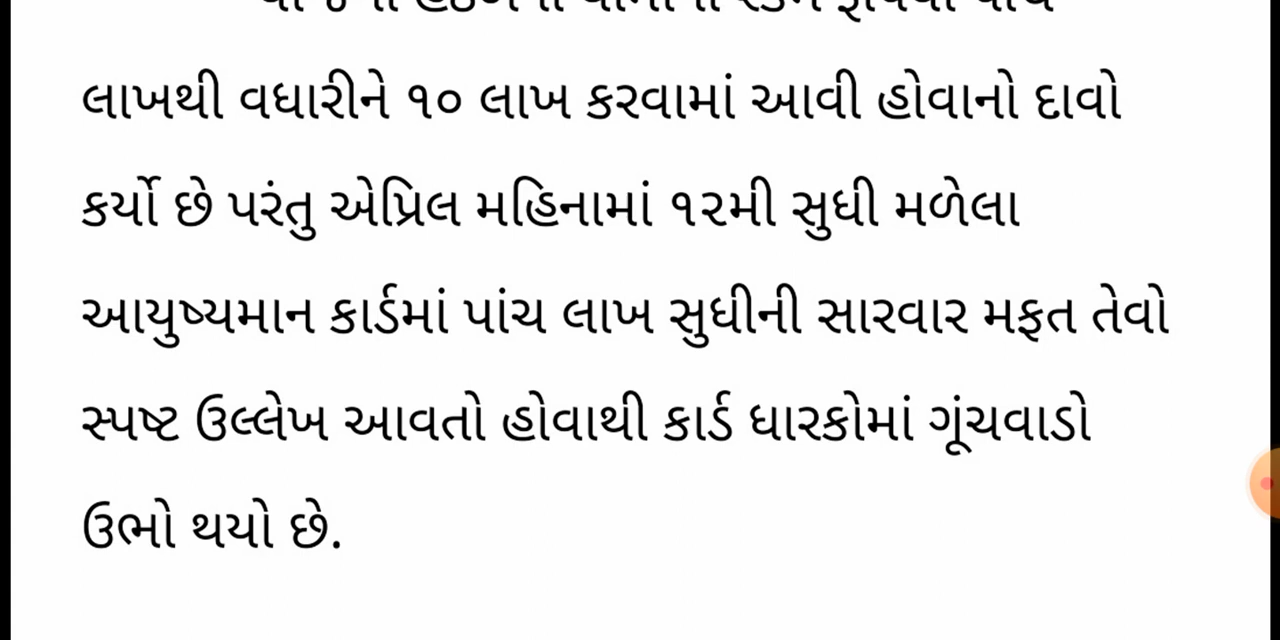 લાખથી વધારીને ૧૦ લાખ કરવામાં આવી હોવાનો દાવો
કર્યો છે પરંતુ એપ્રિલ મહિનામાં ૧૨મી સુધી મળેલા
આયુષ્યમાન કાર્ડમાં પાંચ લાખ સુધીની સારવાર મફત તેવો
સ્પષ્ટ ઉલ્લેખ આવતો હોવાથી કાર્ડ ધારકોમાં ગૂંચવાડો
ઉભો થયો છે.